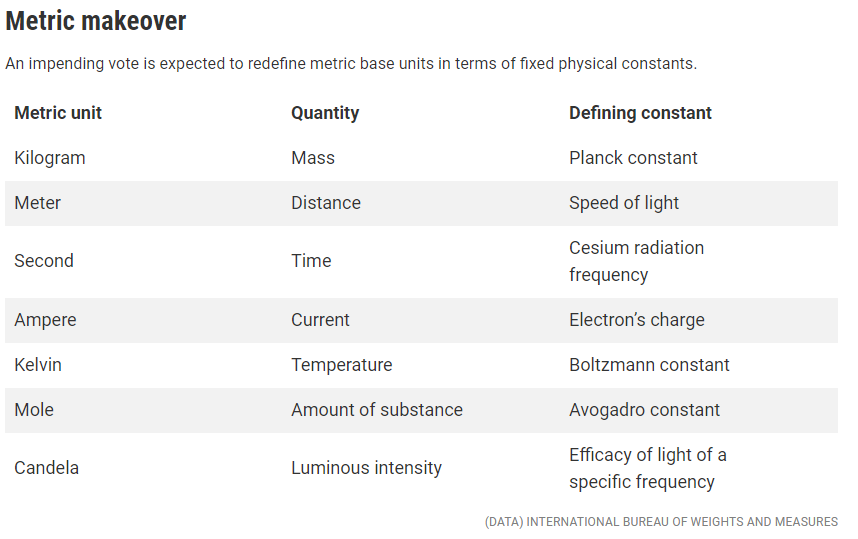 Metric makeover
An impending vote is expected to redefine metric base units in terms of fixed physical constants.
Metric unit Quantity Defining constant
Kilogram Mass Planck constant
Meter Distance Speed of light
Second Time Cesium radiation
frequency
Ampere Current Electron’s charge
Kelvin Temperature Boltzmann constant
Mole Amount of substance Avogadro constant
Candela Luminous intensity Efficacy of light of a
specific frequency
(DATA) INTERNATIONAL BUREAU OF WEIGHTS AND MEASURES